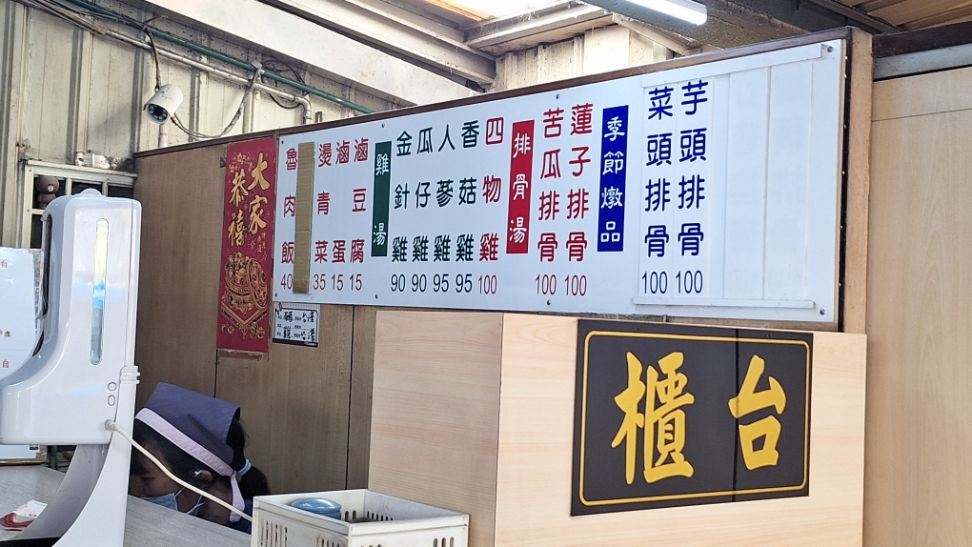 大家恭禧
魯肉飯 40
燙青菜 35
滷蛋 15
滷豆腐 15
雞湯
金針雞 90
瓜仔雞 90
人蔘雞 95
香菇雞 95
四物雞 100
排骨湯
苦瓜排骨 100
蓮子排骨 100
季節燉品
菜頭排骨 100
芋頭排骨 100
櫃台